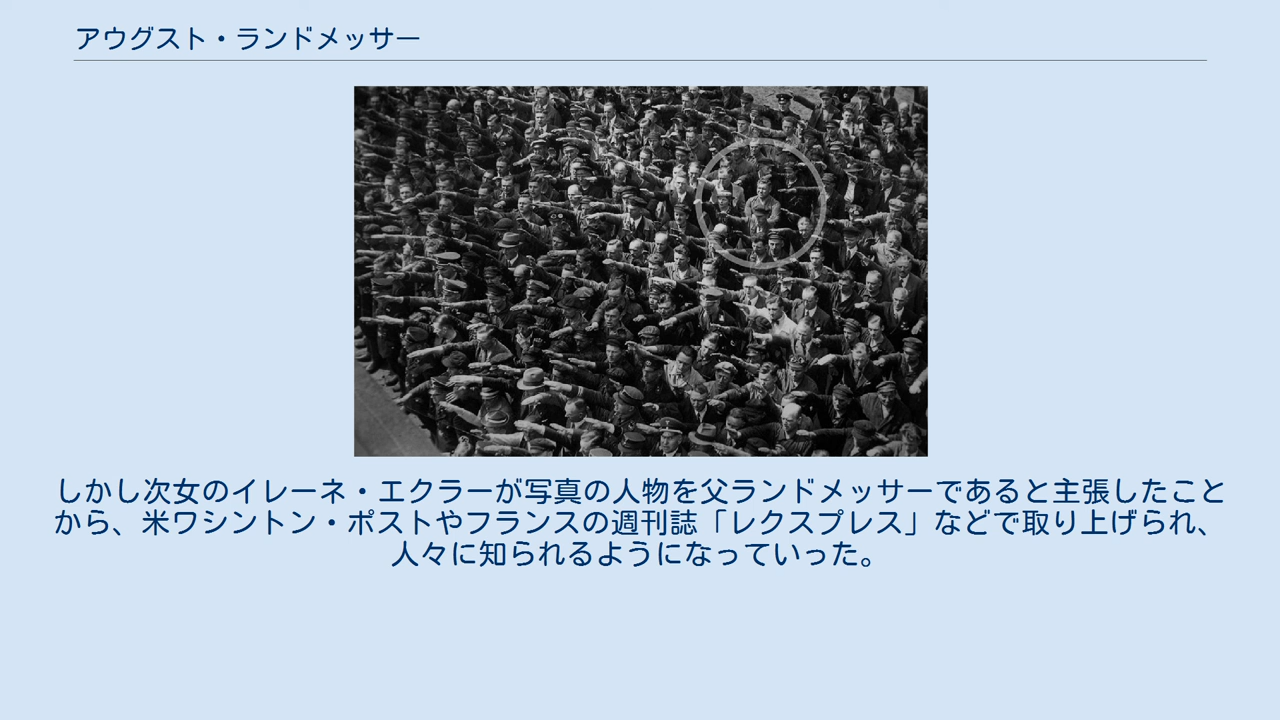 アウグスト・ランドメッサー
しかし次女のイレーネ・エクラーが写真の人物を父ランドメッサーであると主張したこと
から、米ワシントン・ポストやフランスの週刊誌「レクスプレス」などで取り上げられ、
人々に知られるようになっていった。